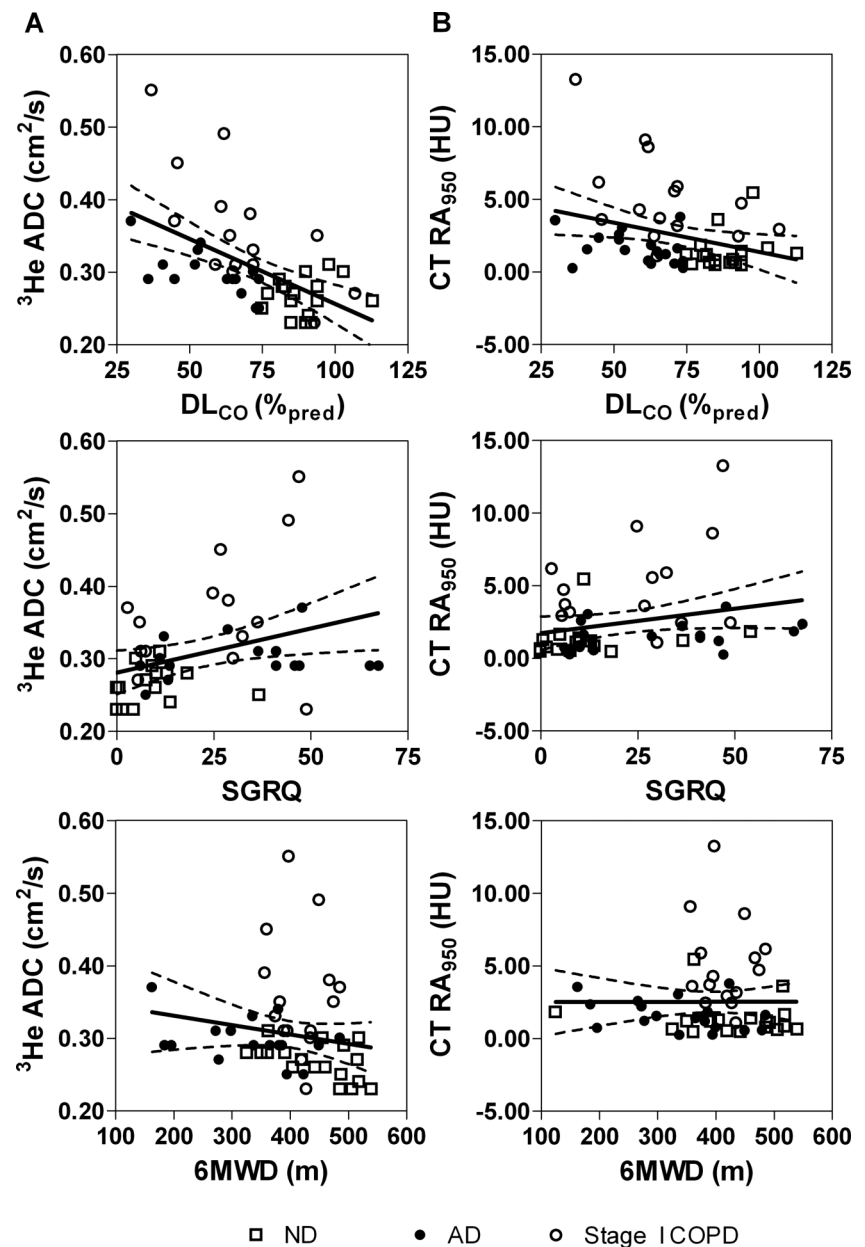 A
B
³He ADC (cm²/s)
0.60
0.50
0.40
0.30
0.20
25 50 75 100 125
DL_CO (%_pred)
CT RA₉₅₀ (HU)
15.00
10.00
5.00
0.00
-5.00
25 50 75 100 125
DL_CO (%_pred)
³He ADC (cm²/s)
0.60
0.50
0.40
0.30
0.20
0 25 50 75
SGRQ
CT RA₉₅₀ (HU)
15.00
10.00
5.00
0.00
-5.00
0 25 50 75
SGRQ
³He ADC (cm²/s)
0.60
0.50
0.40
0.30
0.20
100 200 300 400 500 600
6MWD (m)
CT RA₉₅₀ (HU)
15.00
10.00
5.00
0.00
-5.00
100 200 300 400 500 600
6MWD (m)
ND AD Stage I COPD